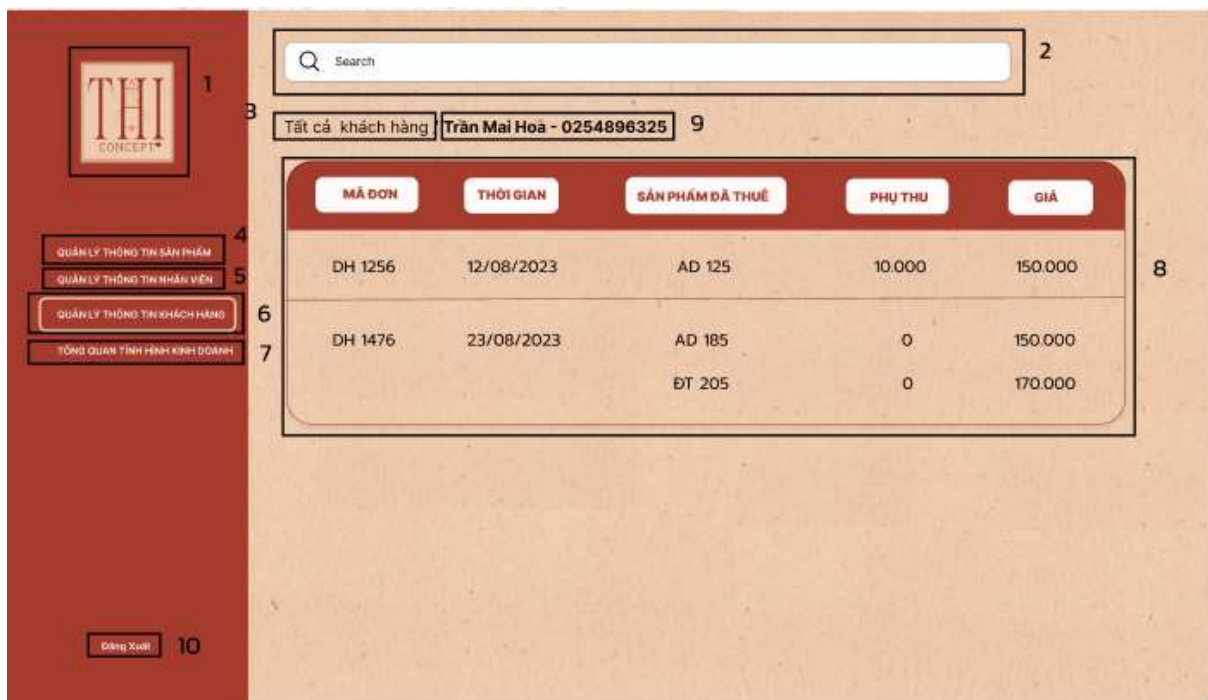 THI
CONCEPT
1
Search
2
3
Tất cả khách hàng / Trần Mai Hoà - 0254896325
9
MÃ ĐƠN THỜI GIAN SẢN PHẨM ĐÃ THUÊ PHỤ THU GIÁ
DH 1256 12/08/2023 AD 125 10.000 150.000
8
DH 1476 23/08/2023 AD 185 0 150.000
ĐT 205 0 170.000
QUẢN LÝ THÔNG TIN SẢN PHẨM
4
QUẢN LÝ THÔNG TIN NHÂN VIÊN
5
QUẢN LÝ THÔNG TIN KHÁCH HÀNG
6
TỔNG QUAN TÌNH HÌNH KINH DOANH
7
Đăng Xuất
10